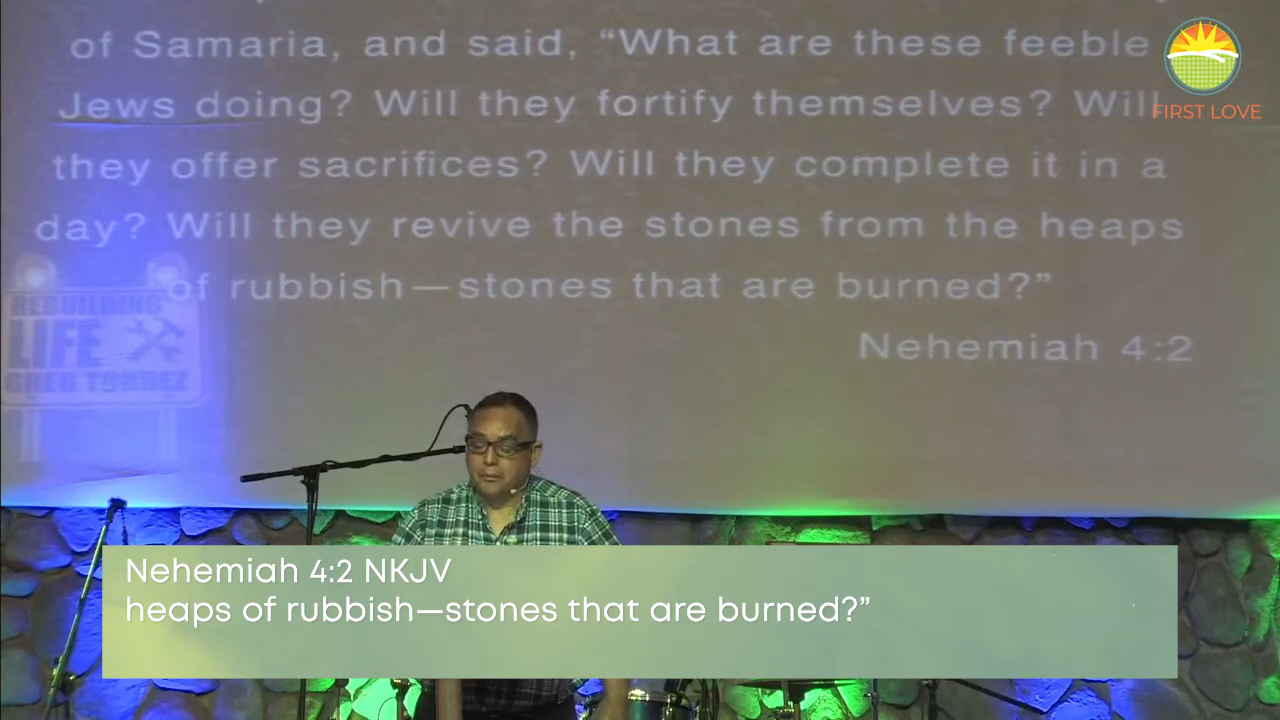 of Samaria, and said, “What are these feeble
Jews doing? Will they fortify themselves? Will
they offer sacrifices? Will they complete it in a
day? Will they revive the stones from the heaps
of rubbish—stones that are burned?”
Nehemiah 4:2
FIRST LOVE
REBUILDING
LIFE
GREG
Nehemiah 4:2 NKJV
heaps of rubbish—stones that are burned?”